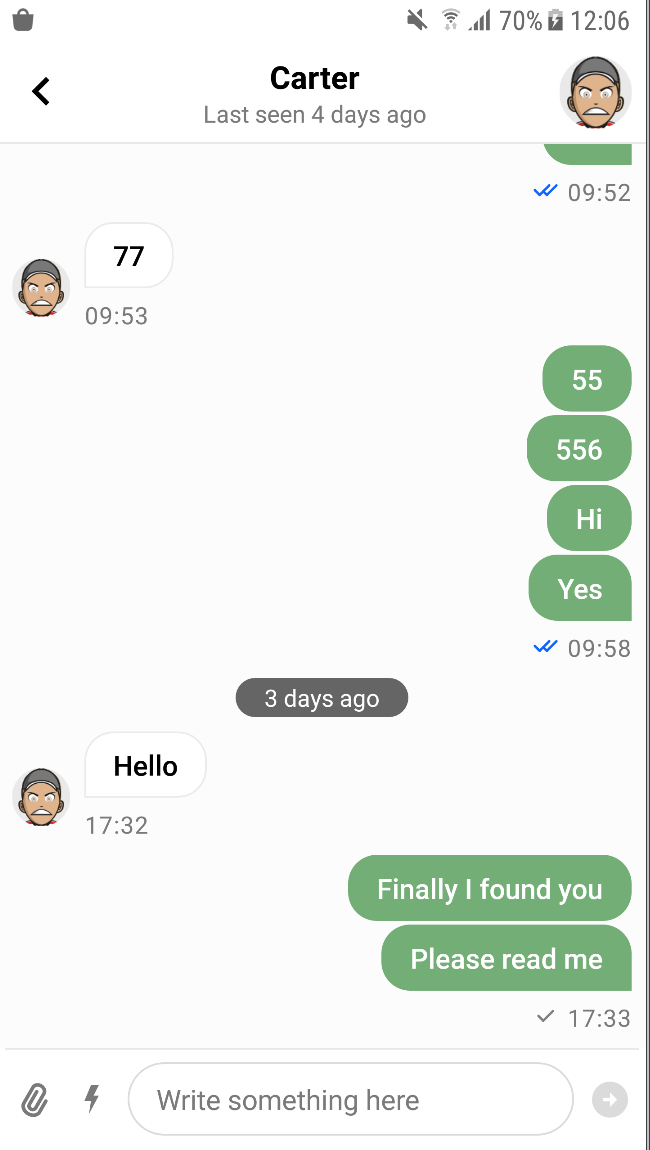 70% 12:06
Carter
Last seen 4 days ago
09:52
77
09:53
55
556
Hi
Yes
09:58
3 days ago
Hello
17:32
Finally I found you
Please read me
17:33
Write something here